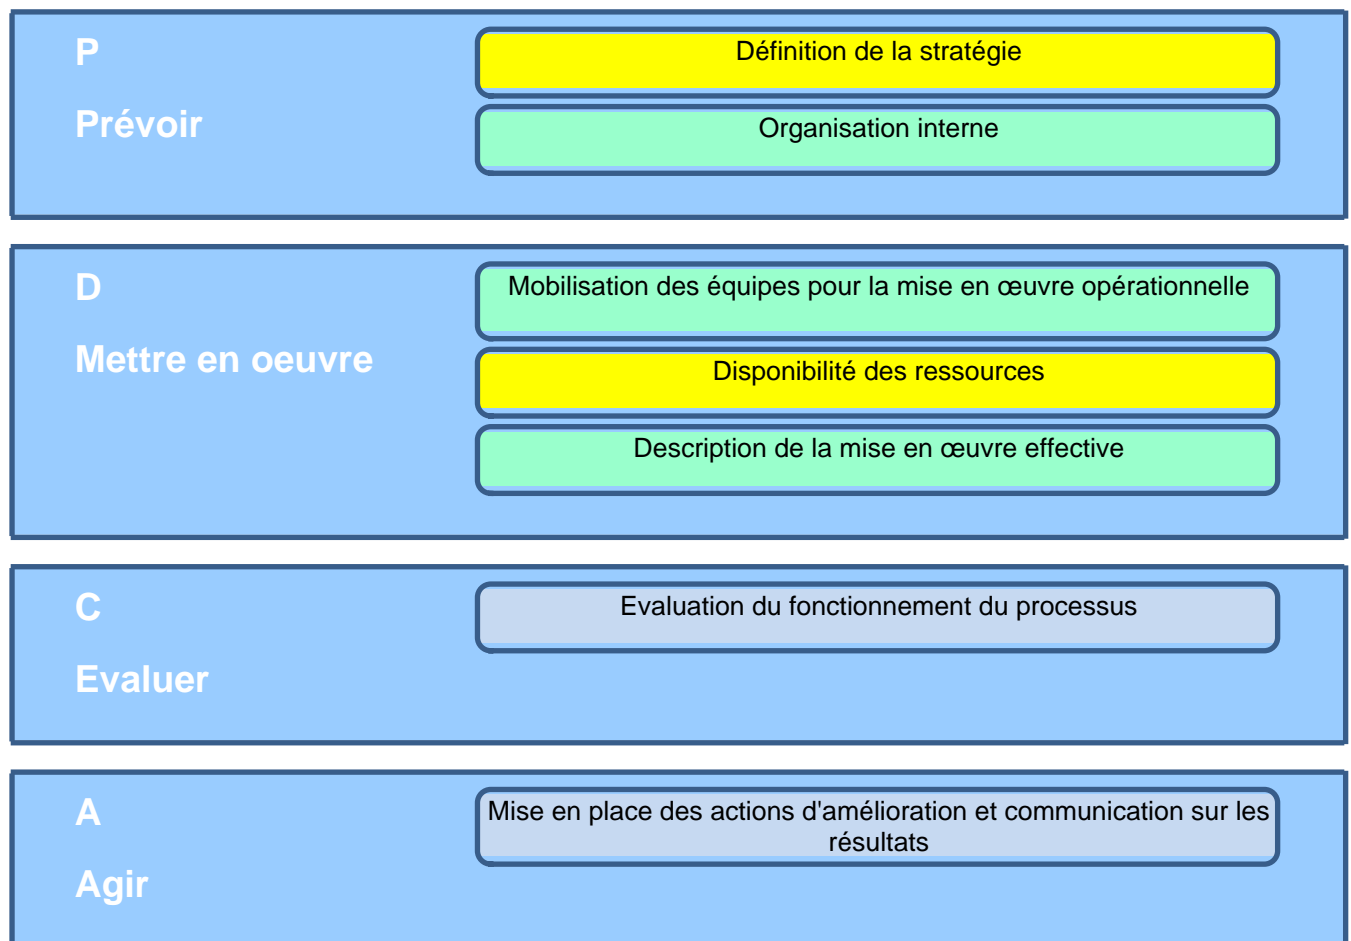 P
Prévoir
Définition de la stratégie
Organisation interne
D
Mettre en oeuvre
Mobilisation des équipes pour la mise en œuvre opérationnelle
Disponibilité des ressources
Description de la mise en œuvre effective
C
Evaluer
Evaluation du fonctionnement du processus
A
Agir
Mise en place des actions d'amélioration et communication sur les
résultats